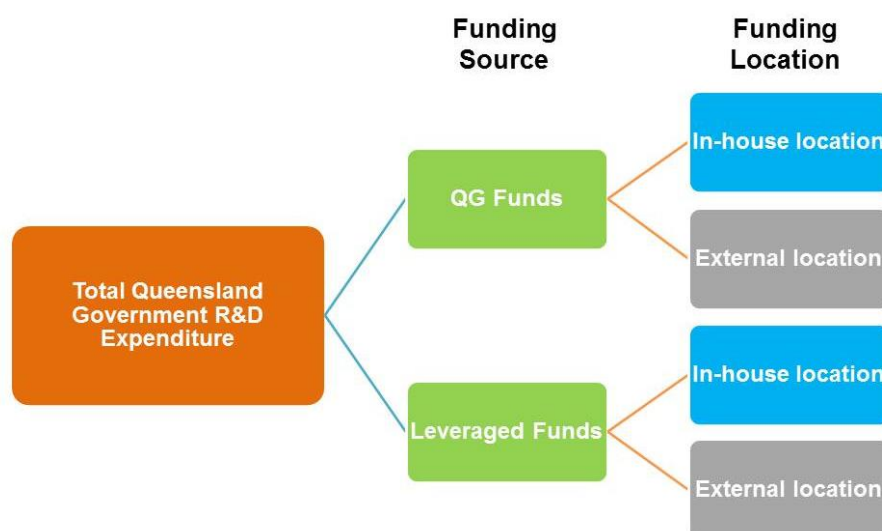 Funding
Source
Funding
Location
In-house location
QG Funds
External location
Total Queensland
Government R&D
Expenditure
In-house location
Leveraged Funds
External location